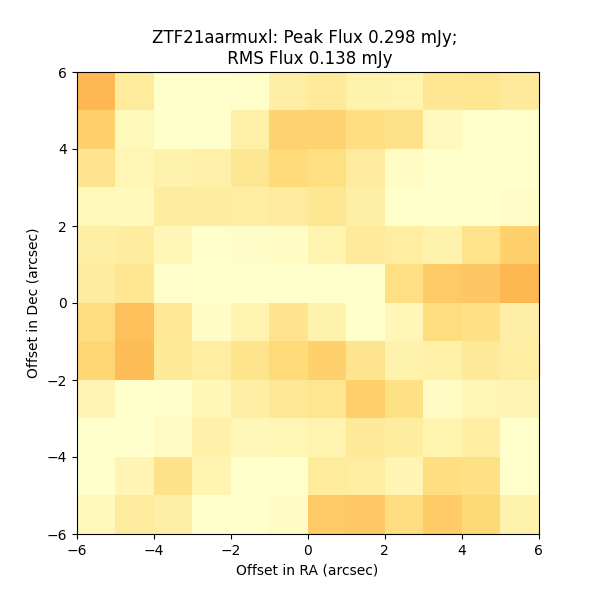 ZTF21aarmuxl: Peak Flux 0.298 mJy;
RMS Flux 0.138 mJy
6
4
2
0
−2
−4
−6
Offset in Dec (arcsec)
−6 −4 −2 0 2 4 6
Offset in RA (arcsec)